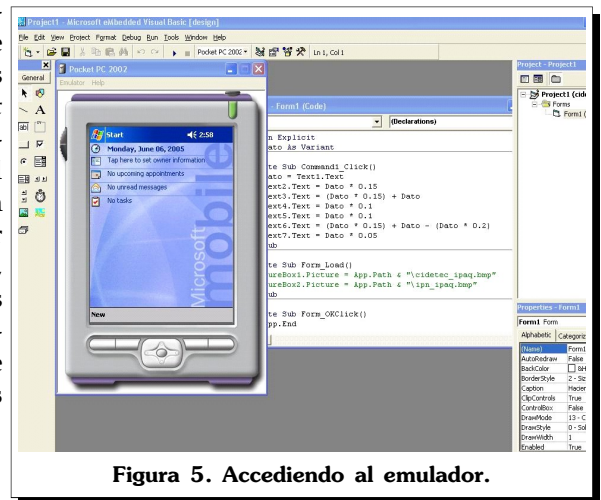 Project1 - Microsoft eMbedded Visual Basic [design]
File Edit View Project Format Debug Run Tools Window Help
Pocket PC 2002
Ln 1, Col 1
General
A
ab
Pocket PC 2002
Emulator Help
Start
2:58
Monday, June 06, 2005
Tap here to set owner information
No upcoming appointments
No unread messages
No tasks
Microsoft
mobile
New
- Form1 (Code)
(Declarations)
n Explicit
ato As Variant
te Sub Command1_Click()
ato = Text1.Text
ext2.Text = Dato * 0.15
ext3.Text = (Dato * 0.15) + Dato
ext4.Text = Dato * 0.1
ext5.Text = Dato * 0.1
ext6.Text = (Dato * 0.15) + Dato - (Dato * 0.2)
ext7.Text = Dato * 0.05
ub
te Sub Form_Load()
ureBox1.Picture = App.Path & "\cidetec_ipaq.bmp"
ureBox2.Picture = App.Path & "\ipn_ipaq.bmp"
ub
te Sub Form_OKClick()
pp.End
Project - Project1
Project1 (cide
Forms
Form1 (
Properties - Form1
Form1 Form
Alphabetic Categoriz
(Name) Form1
AutoRedraw False
BackColor &H
BorderStyle 2 - Siz
Caption Hacier
ClipControls True
ControlBox False
DrawMode 13 - C
DrawStyle 0 - Sol
DrawWidth 1
Enabled True
Figura 5. Accediendo al emulador.